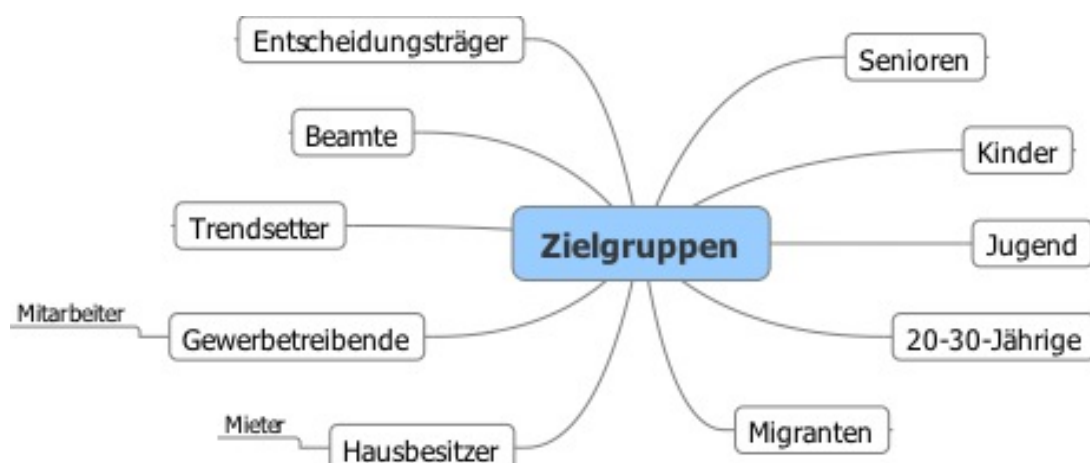 Entscheidungsträger
Senioren
Beamte
Kinder
Trendsetter
Zielgruppen
Jugend
Mitarbeiter
Gewerbetreibende
20-30-Jährige
Mieter
Hausbesitzer
Migranten